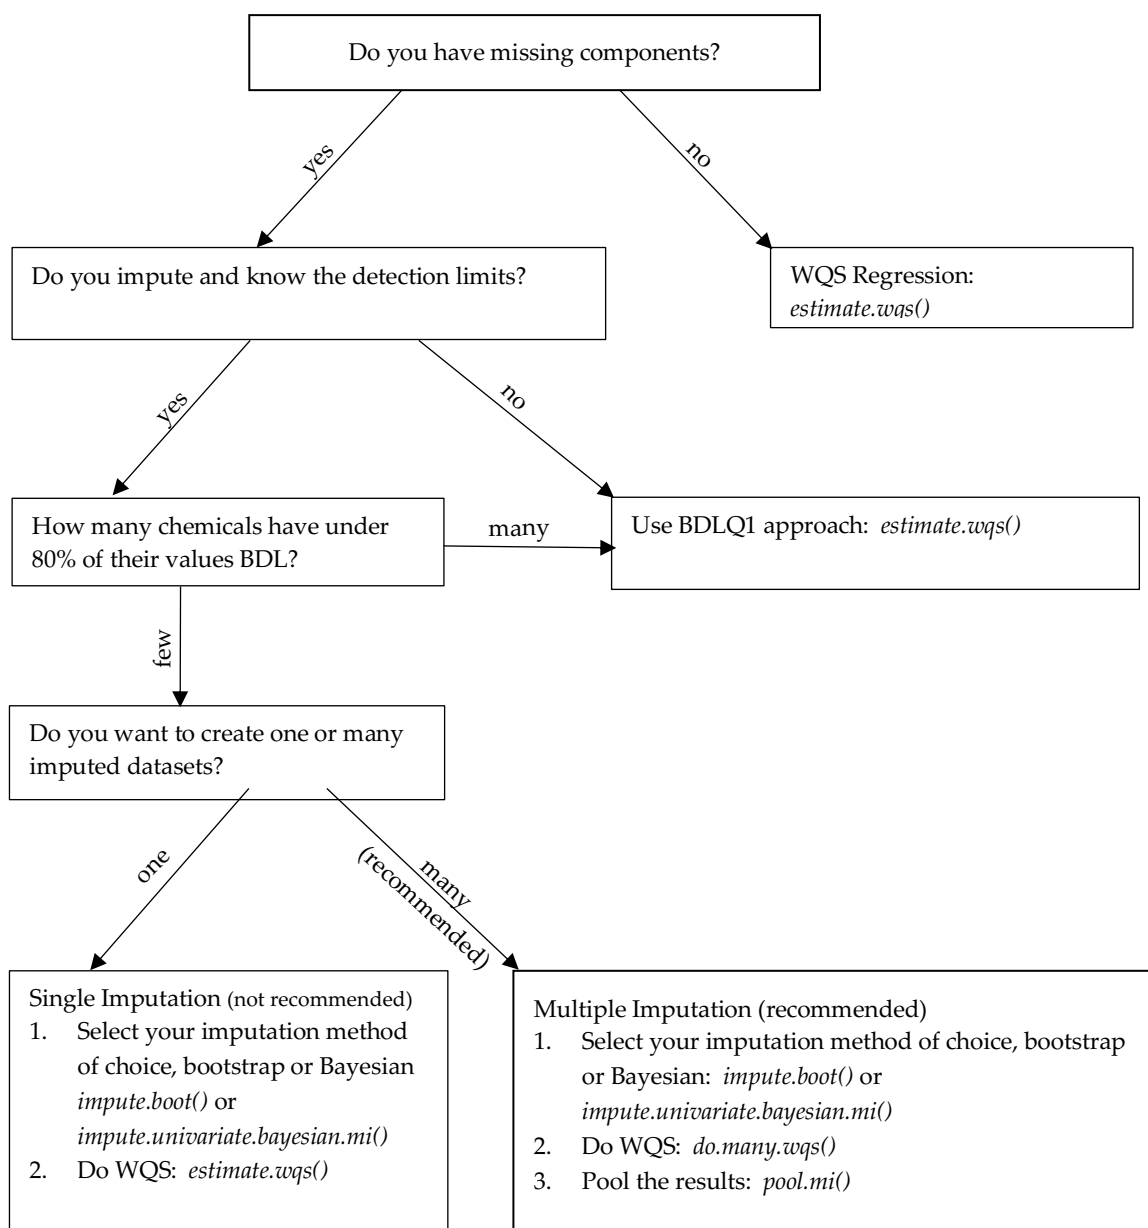 Do you have missing components?
yes
no
Do you impute and know the detection limits?
WQS Regression:
estimate.wqs()
yes
no
How many chemicals have under
80% of their values BDL?
many
Use BDLQ1 approach: estimate.wqs()
few
Do you want to create one or many
imputed datasets?
one
many
(recommended)
Single Imputation (not recommended)
1. Select your imputation method
of choice, bootstrap or Bayesian
impute.boot() or
impute.univariate.bayesian.mi()
2. Do WQS: estimate.wqs()
Multiple Imputation (recommended)
1. Select your imputation method of choice, bootstrap
or Bayesian: impute.boot() or
impute.univariate.bayesian.mi()
2. Do WQS: do.many.wqs()
3. Pool the results: pool.mi()